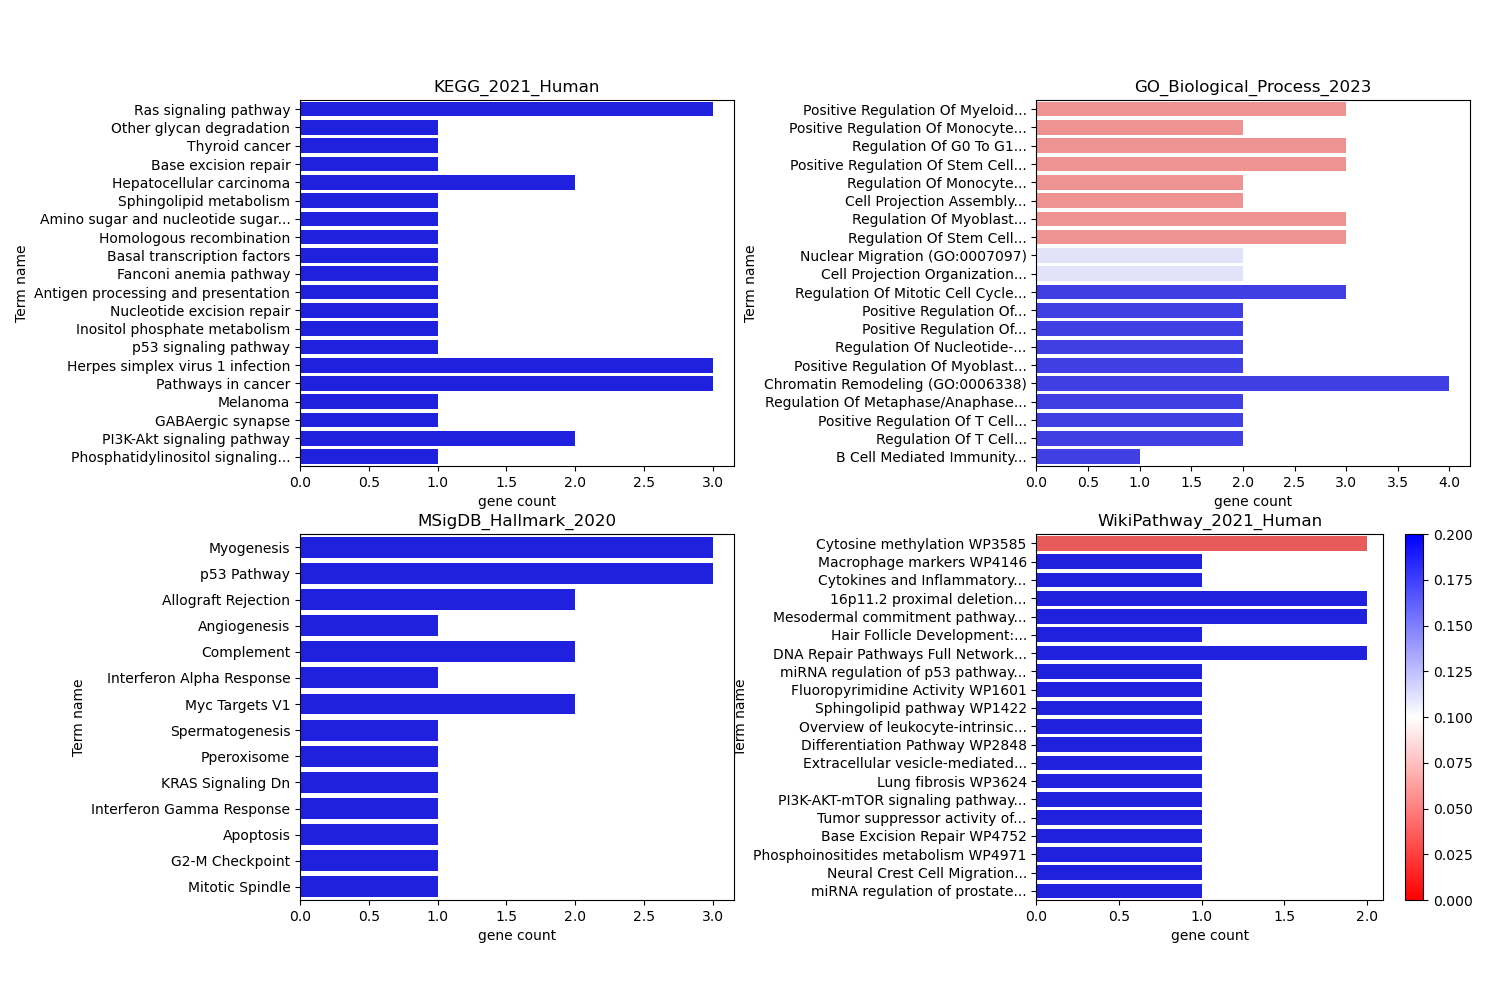 KEGG_2021_Human
Term name
Ras signaling pathway
Other glycan degradation
Thyroid cancer
Base excision repair
Hepatocellular carcinoma
Sphingolipid metabolism
Amino sugar and nucleotide sugar...
Homologous recombination
Basal transcription factors
Fanconi anemia pathway
Antigen processing and presentation
Nucleotide excision repair
Inositol phosphate metabolism
p53 signaling pathway
Herpes simplex virus 1 infection
Pathways in cancer
Melanoma
GABAergic synapse
PI3K-Akt signaling pathway
Phosphatidylinositol signaling...
0.0 0.5 1.0 1.5 2.0 2.5 3.0
gene count
GO_Biological_Process_2023
Term name
Positive Regulation Of Myeloid...
Positive Regulation Of Monocyte...
Regulation Of G0 To G1...
Positive Regulation Of Stem Cell...
Regulation Of Monocyte...
Cell Projection Assembly...
Regulation Of Myoblast...
Regulation Of Stem Cell...
Nuclear Migration (GO:0007097)
Cell Projection Organization...
Regulation Of Mitotic Cell Cycle...
Positive Regulation Of...
Positive Regulation Of...
Regulation Of Nucleotide-...
Positive Regulation Of Myoblast...
Chromatin Remodeling (GO:0006338)
Regulation Of Metaphase/Anaphase...
Positive Regulation Of T Cell...
Regulation Of T Cell...
B Cell Mediated Immunity...
0.0 0.5 1.0 1.5 2.0 2.5 3.0 3.5 4.0
gene count
MSigDB_Hallmark_2020
Term name
Myogenesis
p53 Pathway
Allograft Rejection
Angiogenesis
Complement
Interferon Alpha Response
Myc Targets V1
Spermatogenesis
Pperoxisome
KRAS Signaling Dn
Interferon Gamma Response
Apoptosis
G2-M Checkpoint
Mitotic Spindle
0.0 0.5 1.0 1.5 2.0 2.5 3.0
gene count
WikiPathway_2021_Human
Term name
Cytosine methylation WP3585
Macrophage markers WP4146
Cytokines and Inflammatory...
16p11.2 proximal deletion...
Mesodermal commitment pathway...
Hair Follicle Development:...
DNA Repair Pathways Full Network...
miRNA regulation of p53 pathway...
Fluoropyrimidine Activity WP1601
Sphingolipid pathway WP1422
Overview of leukocyte-intrinsic...
Differentiation Pathway WP2848
Extracellular vesicle-mediated...
Lung fibrosis WP3624
PI3K-AKT-mTOR signaling pathway...
Tumor suppressor activity of...
Base Excision Repair WP4752
Phosphoinositides metabolism WP4971
Neural Crest Cell Migration...
miRNA regulation of prostate...
0.0 0.5 1.0 1.5 2.0
gene count
0.200
0.175
0.150
0.125
0.100
0.075
0.050
0.025
0.000